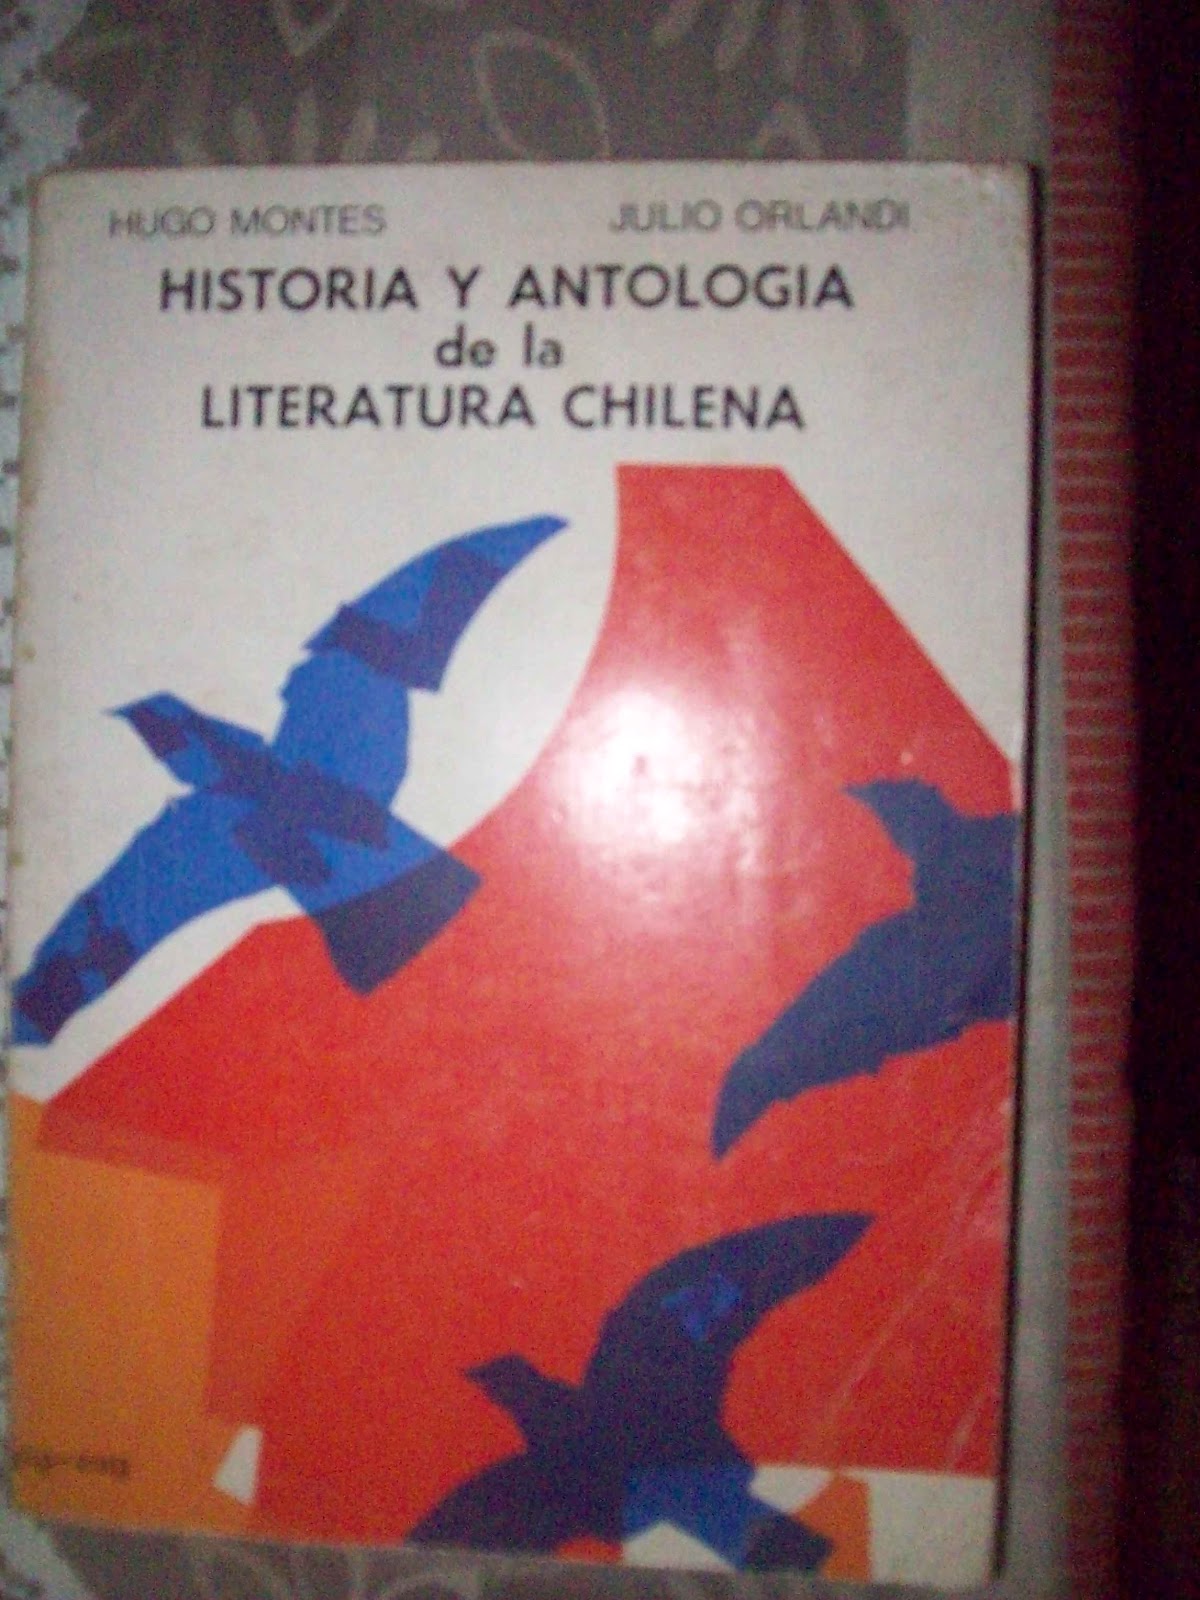 HUGO MONTES JULIO ORLANDI
HISTORIA Y ANTOLOGIA
de la
LITERATURA CHILENA